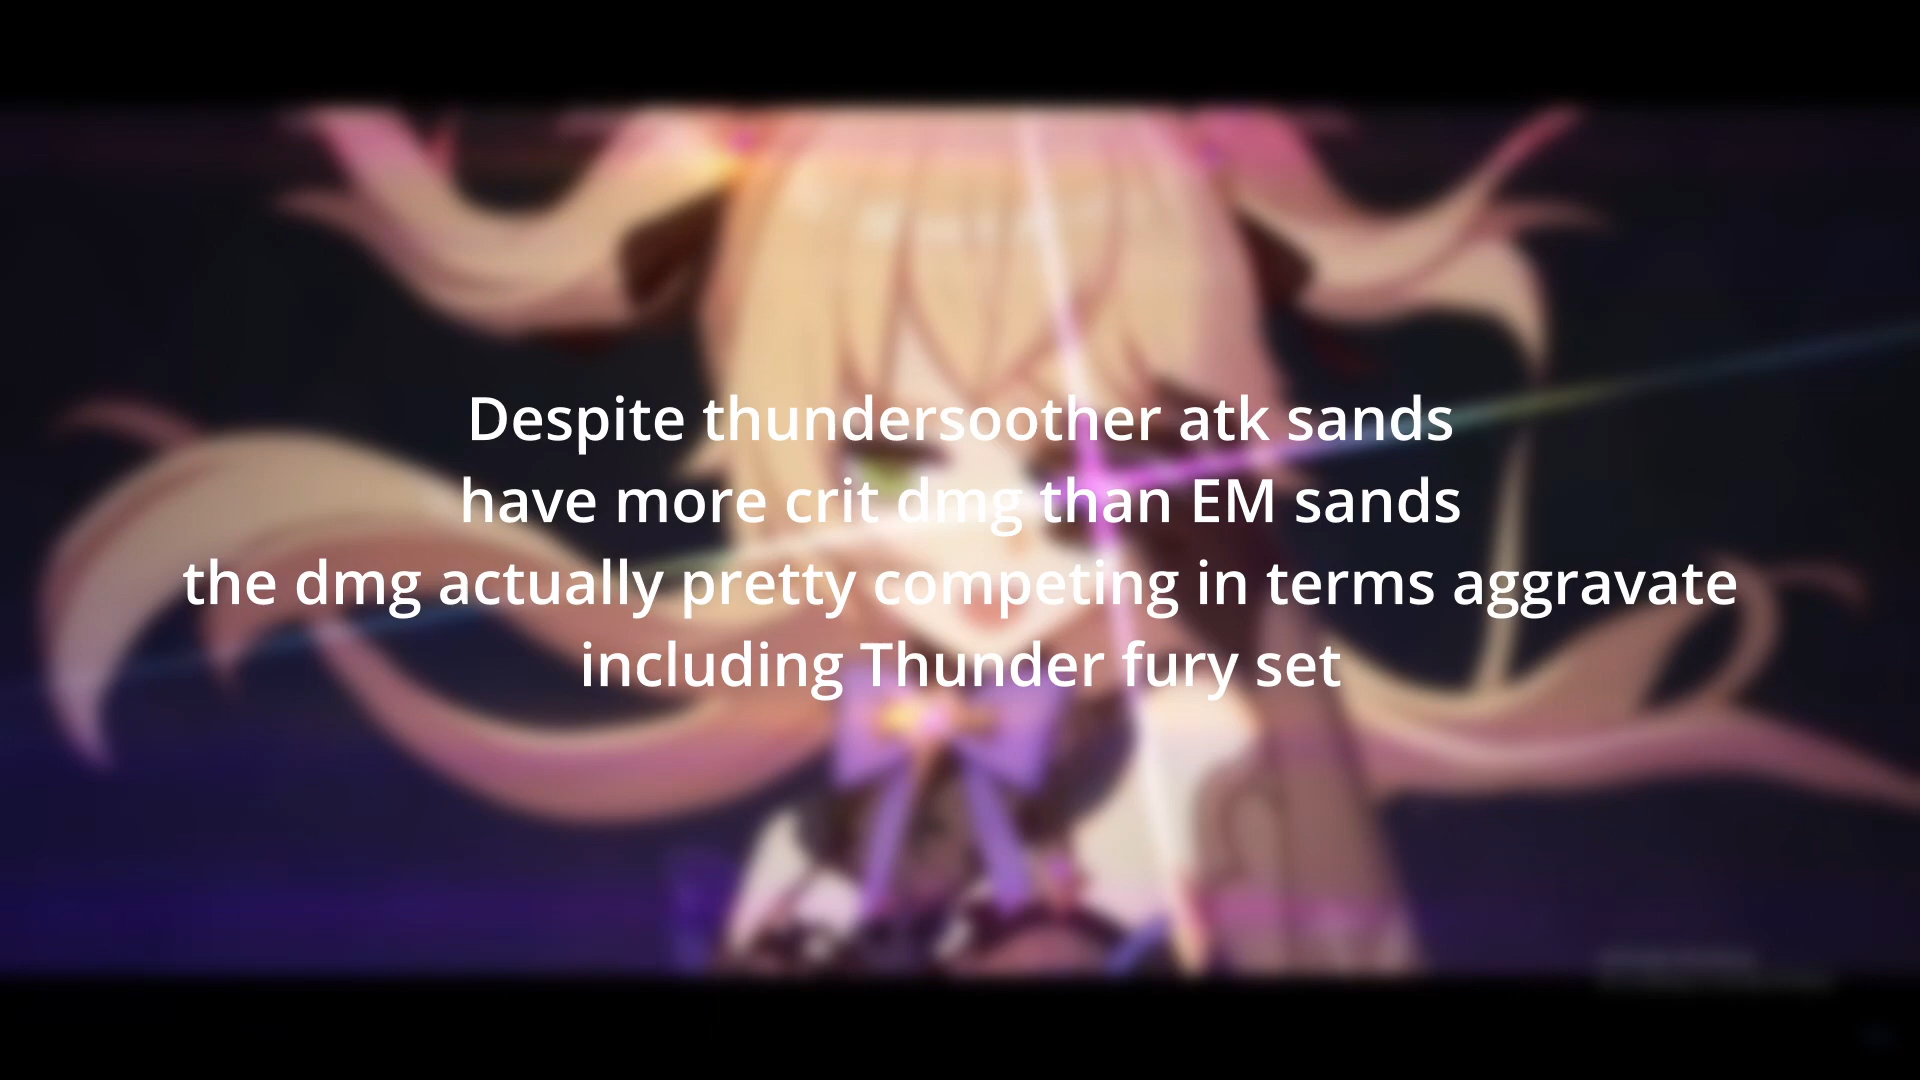 Despite thundersoother atk sands
have more crit dmg than EM sands
the dmg actually pretty competing in terms aggravate
including Thunder fury set